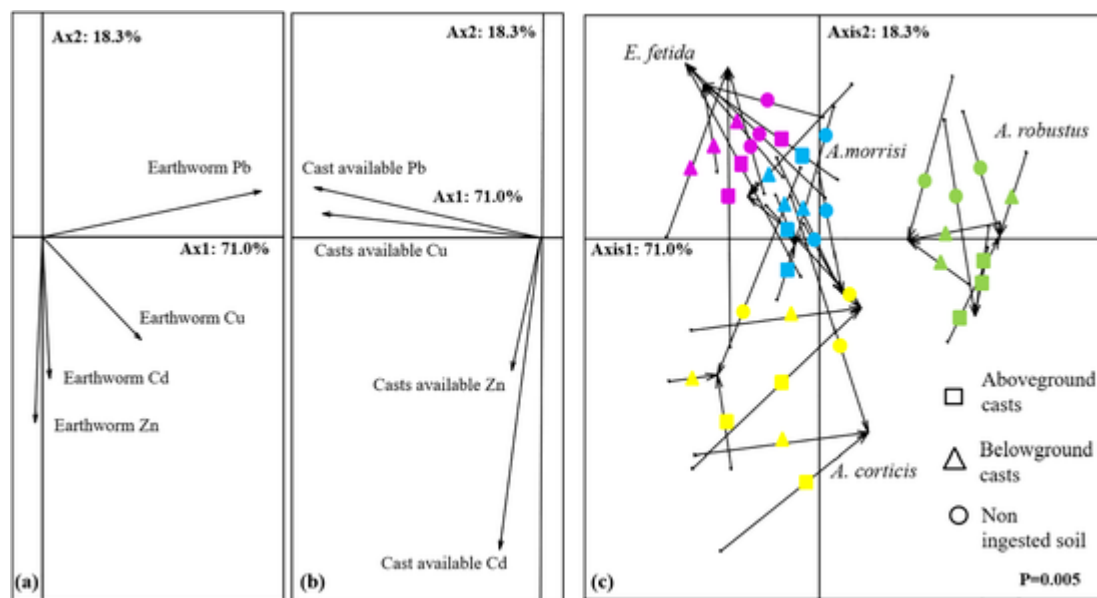 Ax2: 18.3%
Earthworm Pb
Ax1: 71.0%
Earthworm Cu
Earthworm Cd
Earthworm Zn
(a)
Ax2: 18.3%
Cast available Pb
Ax1: 71.0%
Casts available Cu
Casts available Zn
Cast available Cd
(b)
Axis2: 18.3%
E. fetida
A. robustus
A.morrisi
Axis1: 71.0%
A. corticis
Aboveground
casts
Belowground
casts
Non
ingested soil
(c)
P=0.005